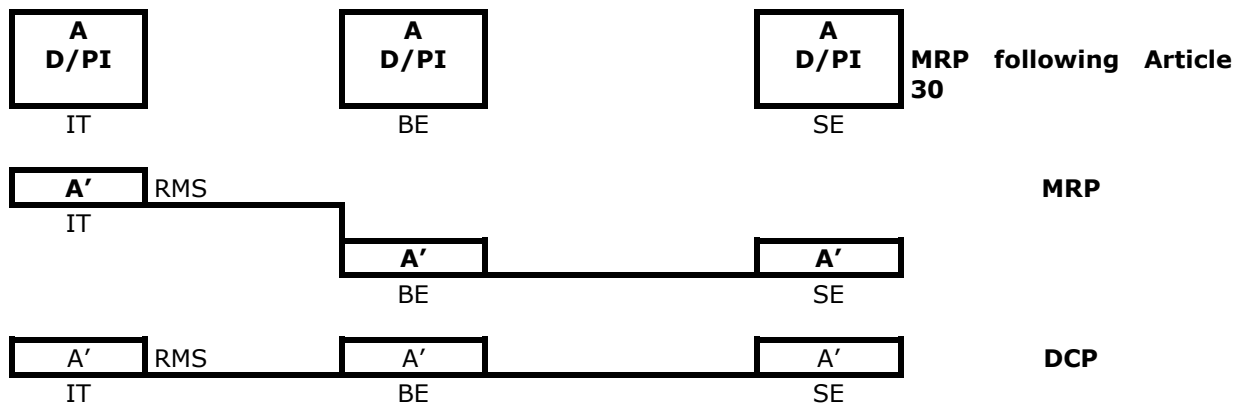 A A A
D/PI D/PI D/PI MRP following Article
30
IT BE SE
A’ RMS MRP
IT
A’ A’
BE SE
A’ RMS A’ A’ DCP
IT BE SE